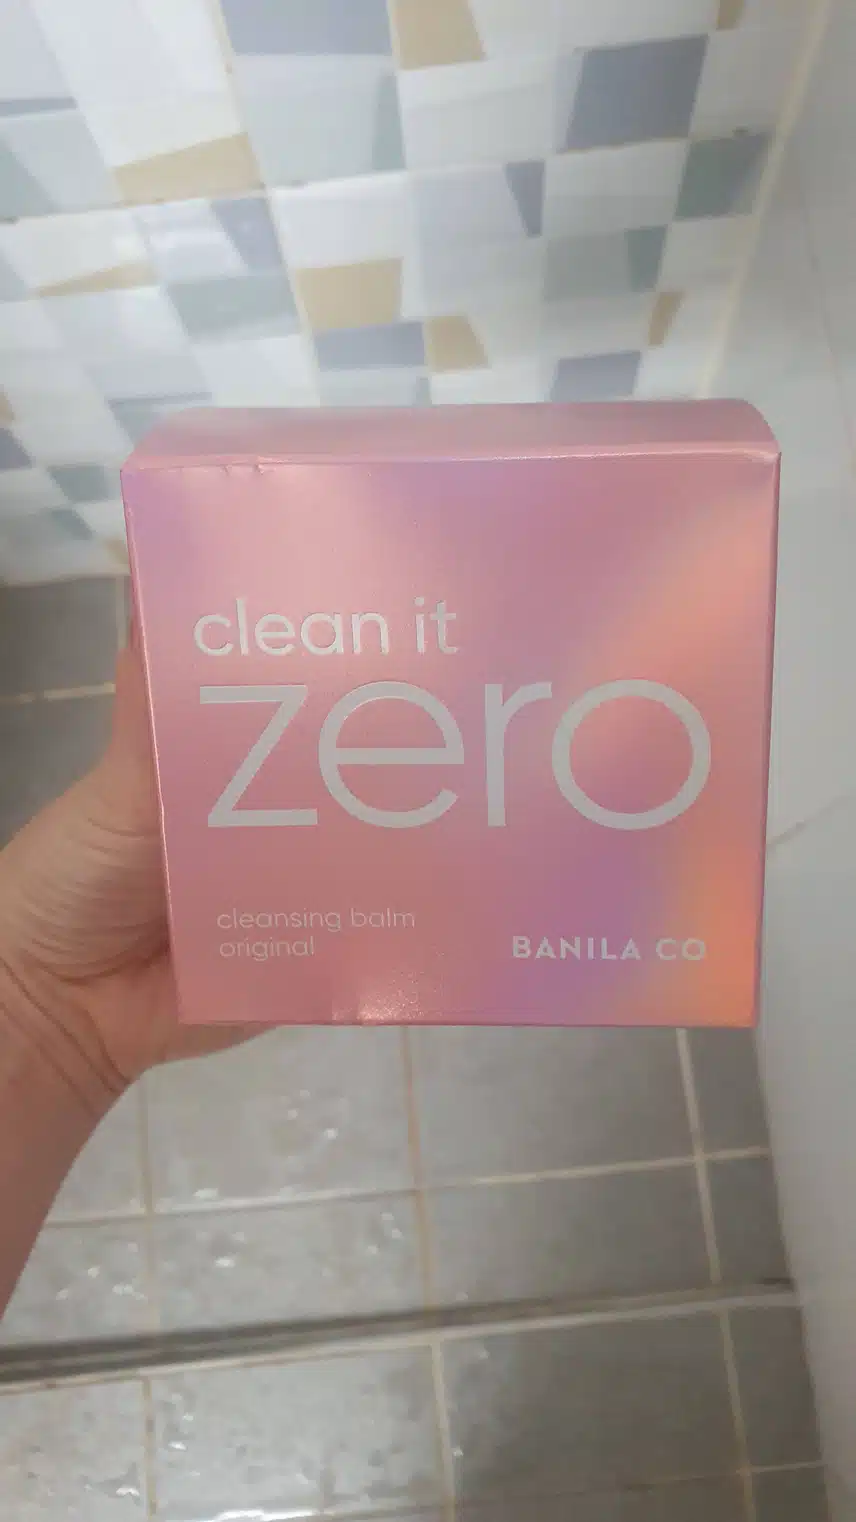 clean it
zero
cleansing balm
original
BANILA CO